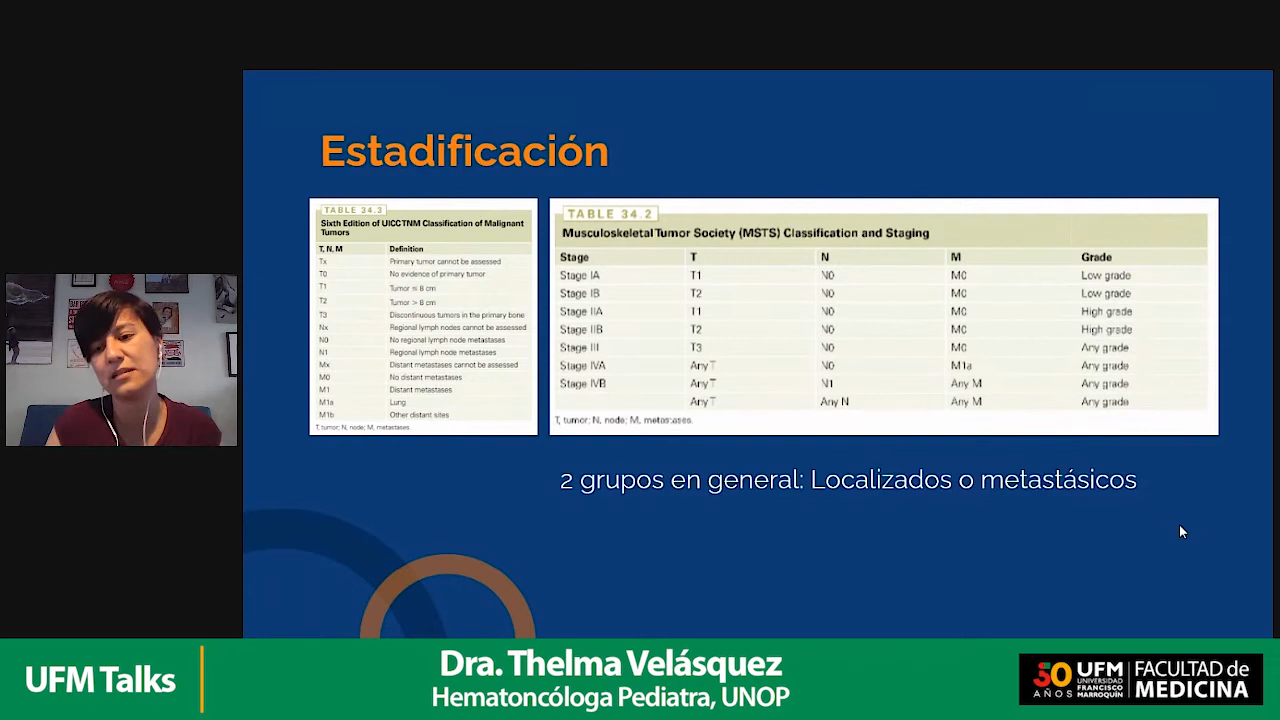 Estadificación
TABLE 34.3
Sixth Edition of UICC TNM Classification of Malignant
Tumors
T, N, M Definition
Tx Primary tumor cannot be assessed
T0 No evidence of primary tumor
T1 Tumor ≤ 8 cm
T2 Tumor > 8 cm
T3 Discontinuous tumors in the primary bone
Nx Regional lymph nodes cannot be assessed
N0 No regional lymph node metastases
N1 Regional lymph node metastases
Mx Distant metastases cannot be assessed
M0 No distant metastases
M1 Distant metastases
M1a Lung
M1b Other distant sites
T, tumor; N, node; M, metastases.
TABLE 34.2
Musculoskeletal Tumor Society (MSTS) Classification and Staging
Stage T N M Grade
Stage IA T1 N0 M0 Low grade
Stage IB T2 N0 M0 Low grade
Stage IIA T1 N0 M0 High grade
Stage IIB T2 N0 M0 High grade
Stage III T3 N0 M0 Any grade
Stage IVA Any T N0 M1a Any grade
Stage IVB Any T N1 Any M Any grade
Any T Any N Any M Any grade
T, tumor; N, node; M, metastases.
2 grupos en general: Localizados o metastásicos
UFM Talks
Dra. Thelma Velásquez
Hematoncóloga Pediatra, UNOP
50
AÑOS
UFM
UNIVERSIDAD
FRANCISCO
MARROQUÍN
FACULTAD de
MEDICINA